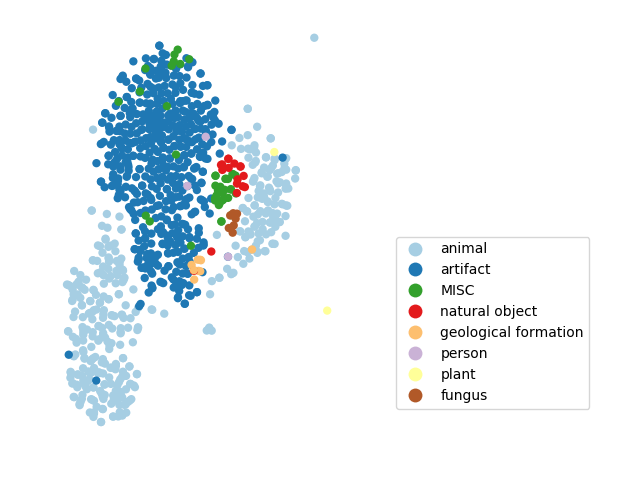 animal
artifact
MISC
natural object
geological formation
person
plant
fungus